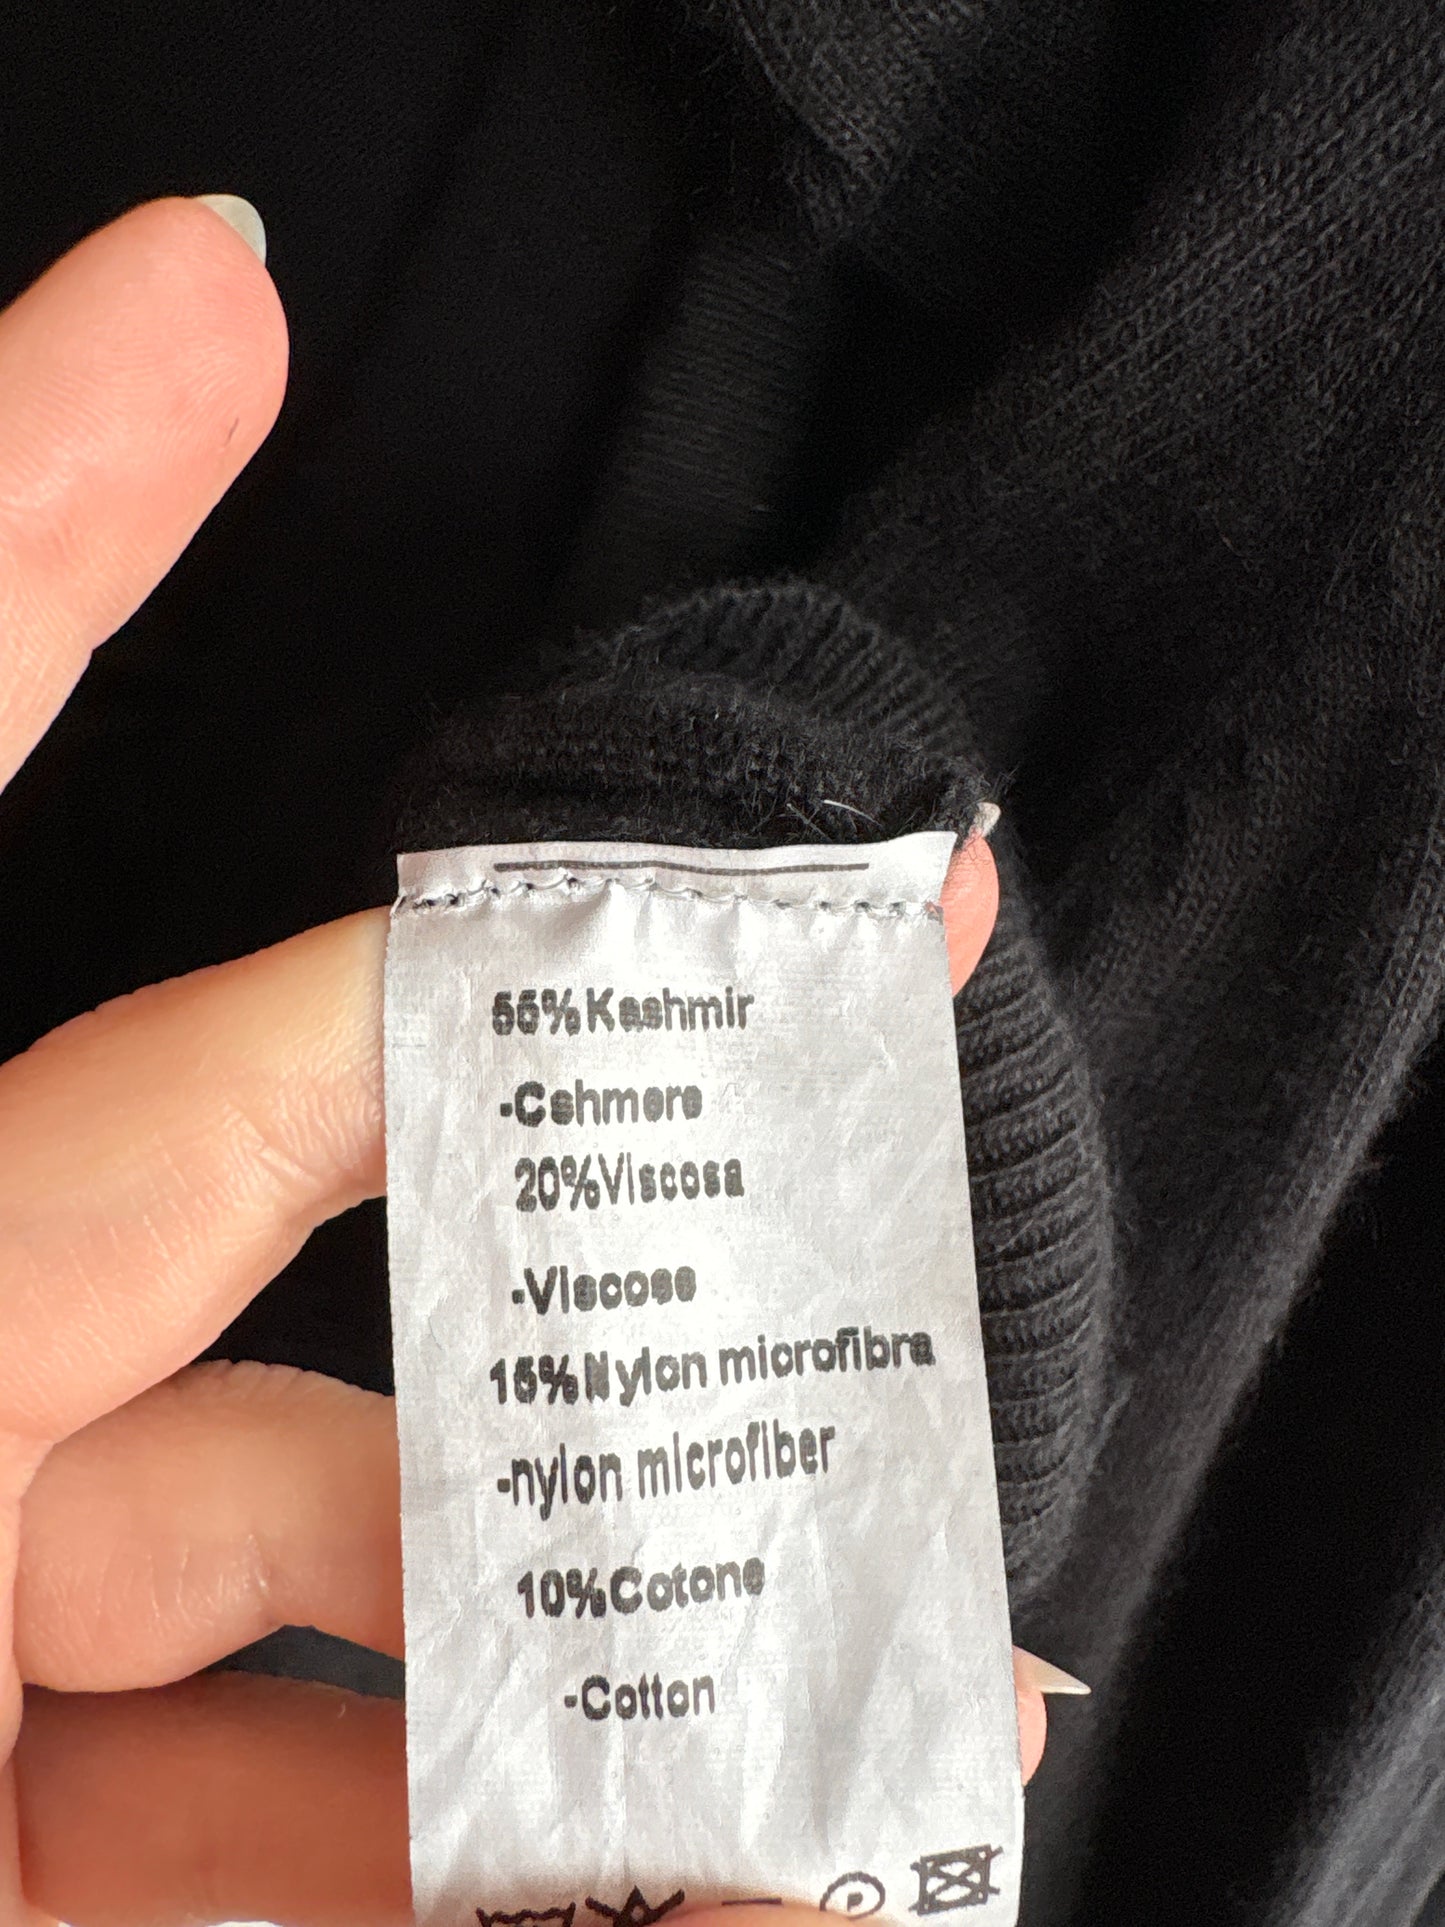 55%Kashmir
-Cshmere
20%Viscosa
-Viscose
15%Nylon microfibra
-nylon microfiber
10%Cotone
-Cotton
P